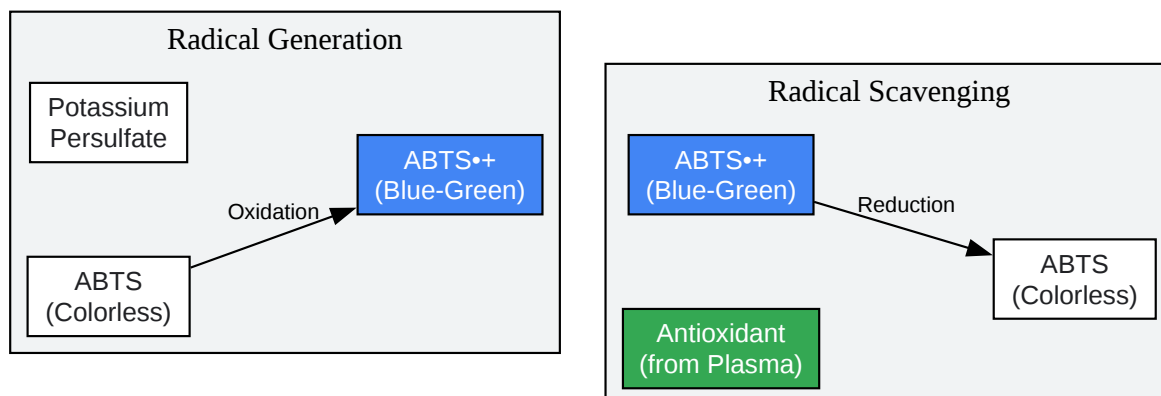 Radical Generation
Potassium
Persulfate
ABTS•+
(Blue-Green)
Oxidation
ABTS
(Colorless)
Radical Scavenging
ABTS•+
(Blue-Green)
Reduction
ABTS
(Colorless)
Antioxidant
(from Plasma)